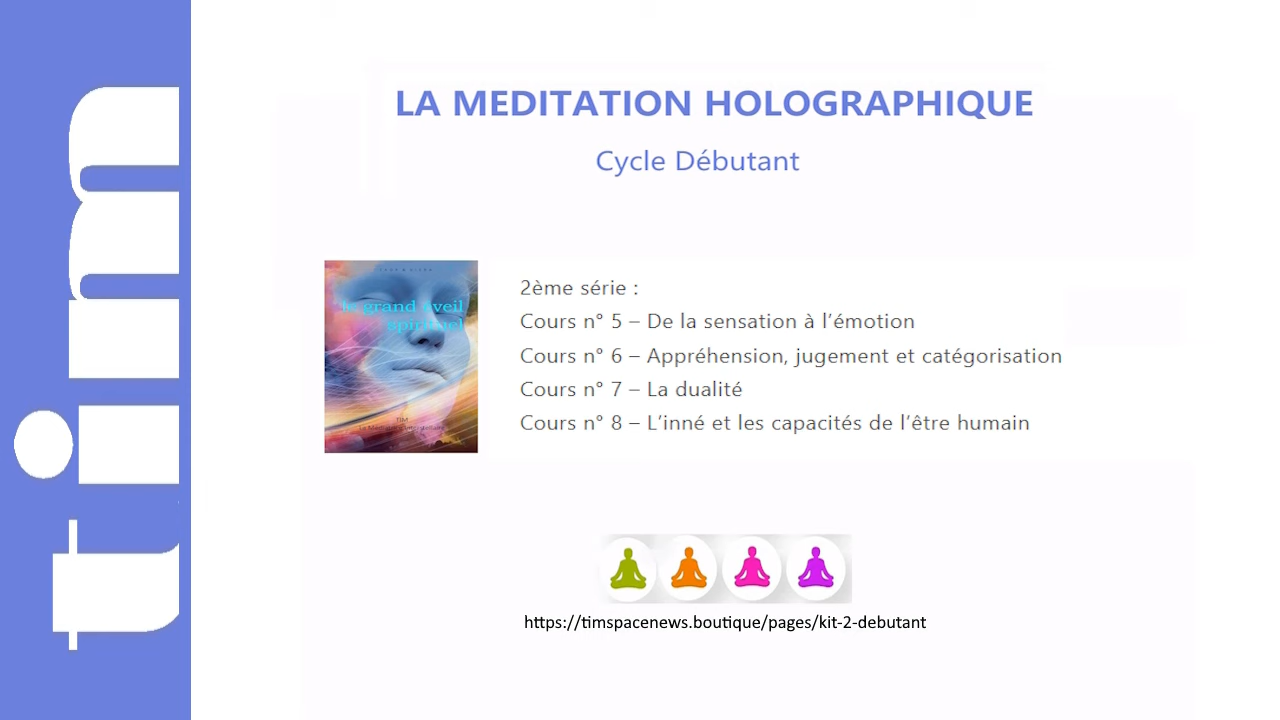 tim
LA MEDITATION HOLOGRAPHIQUE
Cycle Débutant
le grand éveil
spirituel
TIM
2ème série :
Cours n° 5 – De la sensation à l’émotion
Cours n° 6 – Appréhension, jugement et catégorisation
Cours n° 7 – La dualité
Cours n° 8 – L’inné et les capacités de l’être humain
https://timspacenews.boutique/pages/kit-2-debutant